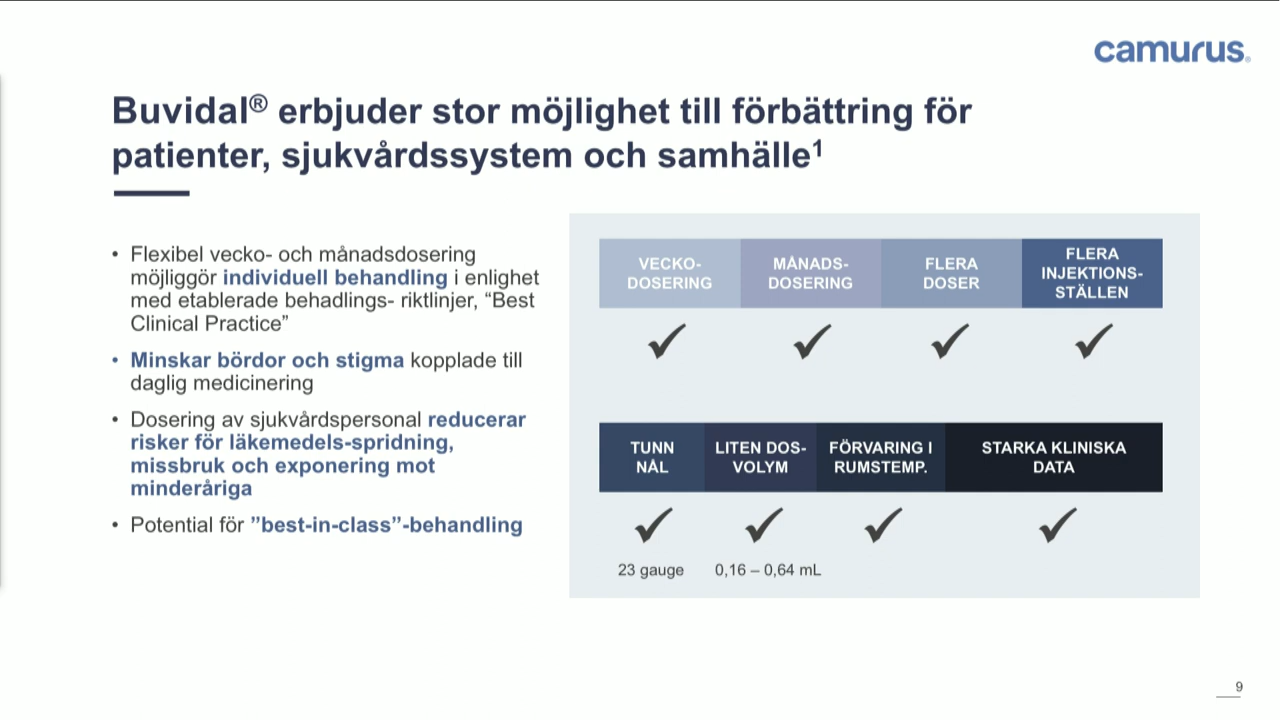 camurus®
Buvidal® erbjuder stor möjlighet till förbättring för
patienter, sjukvårdssystem och samhälle¹
• Flexibel vecko- och månadsdosering
möjliggör individuell behandling i enlighet
med etablerade behadlings- riktlinjer, “Best
Clinical Practice”
• Minskar bördor och stigma kopplade till
daglig medicinering
• Dosering av sjukvårdspersonal reducerar
risker för läkemedels-spridning,
missbruk och exponering mot
minderåriga
• Potential för ”best-in-class”-behandling
VECKO-
DOSERING
MÅNADS-
DOSERING
FLERA
DOSER
FLERA
INJEKTIONS-
STÄLLEN
TUNN
NÅL
LITEN DOS-
VOLYM
FÖRVARING I
RUMSTEMP.
STARKA KLINISKA
DATA
23 gauge
0,16 – 0,64 mL
9